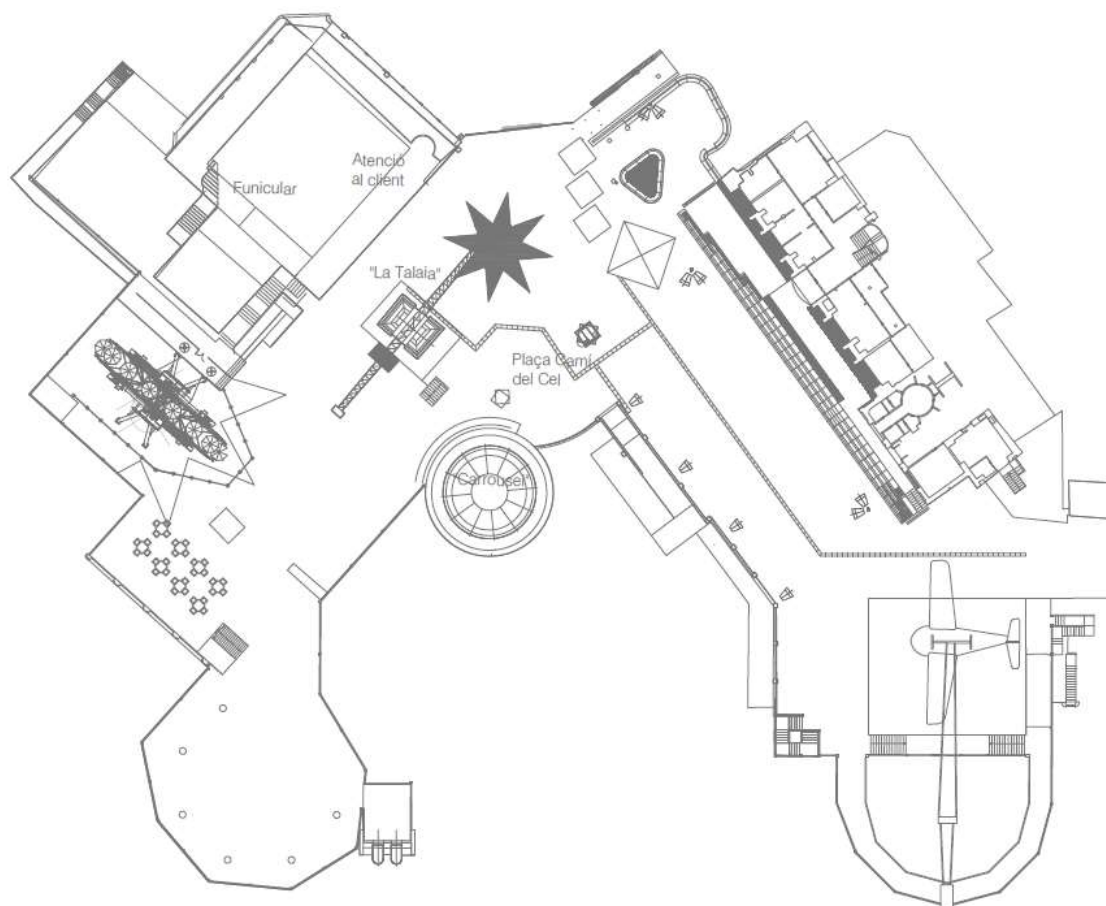 Atenció
al client
Funicular
"La Talaia"
Plaça Camí
del Cel
"Carrousel"